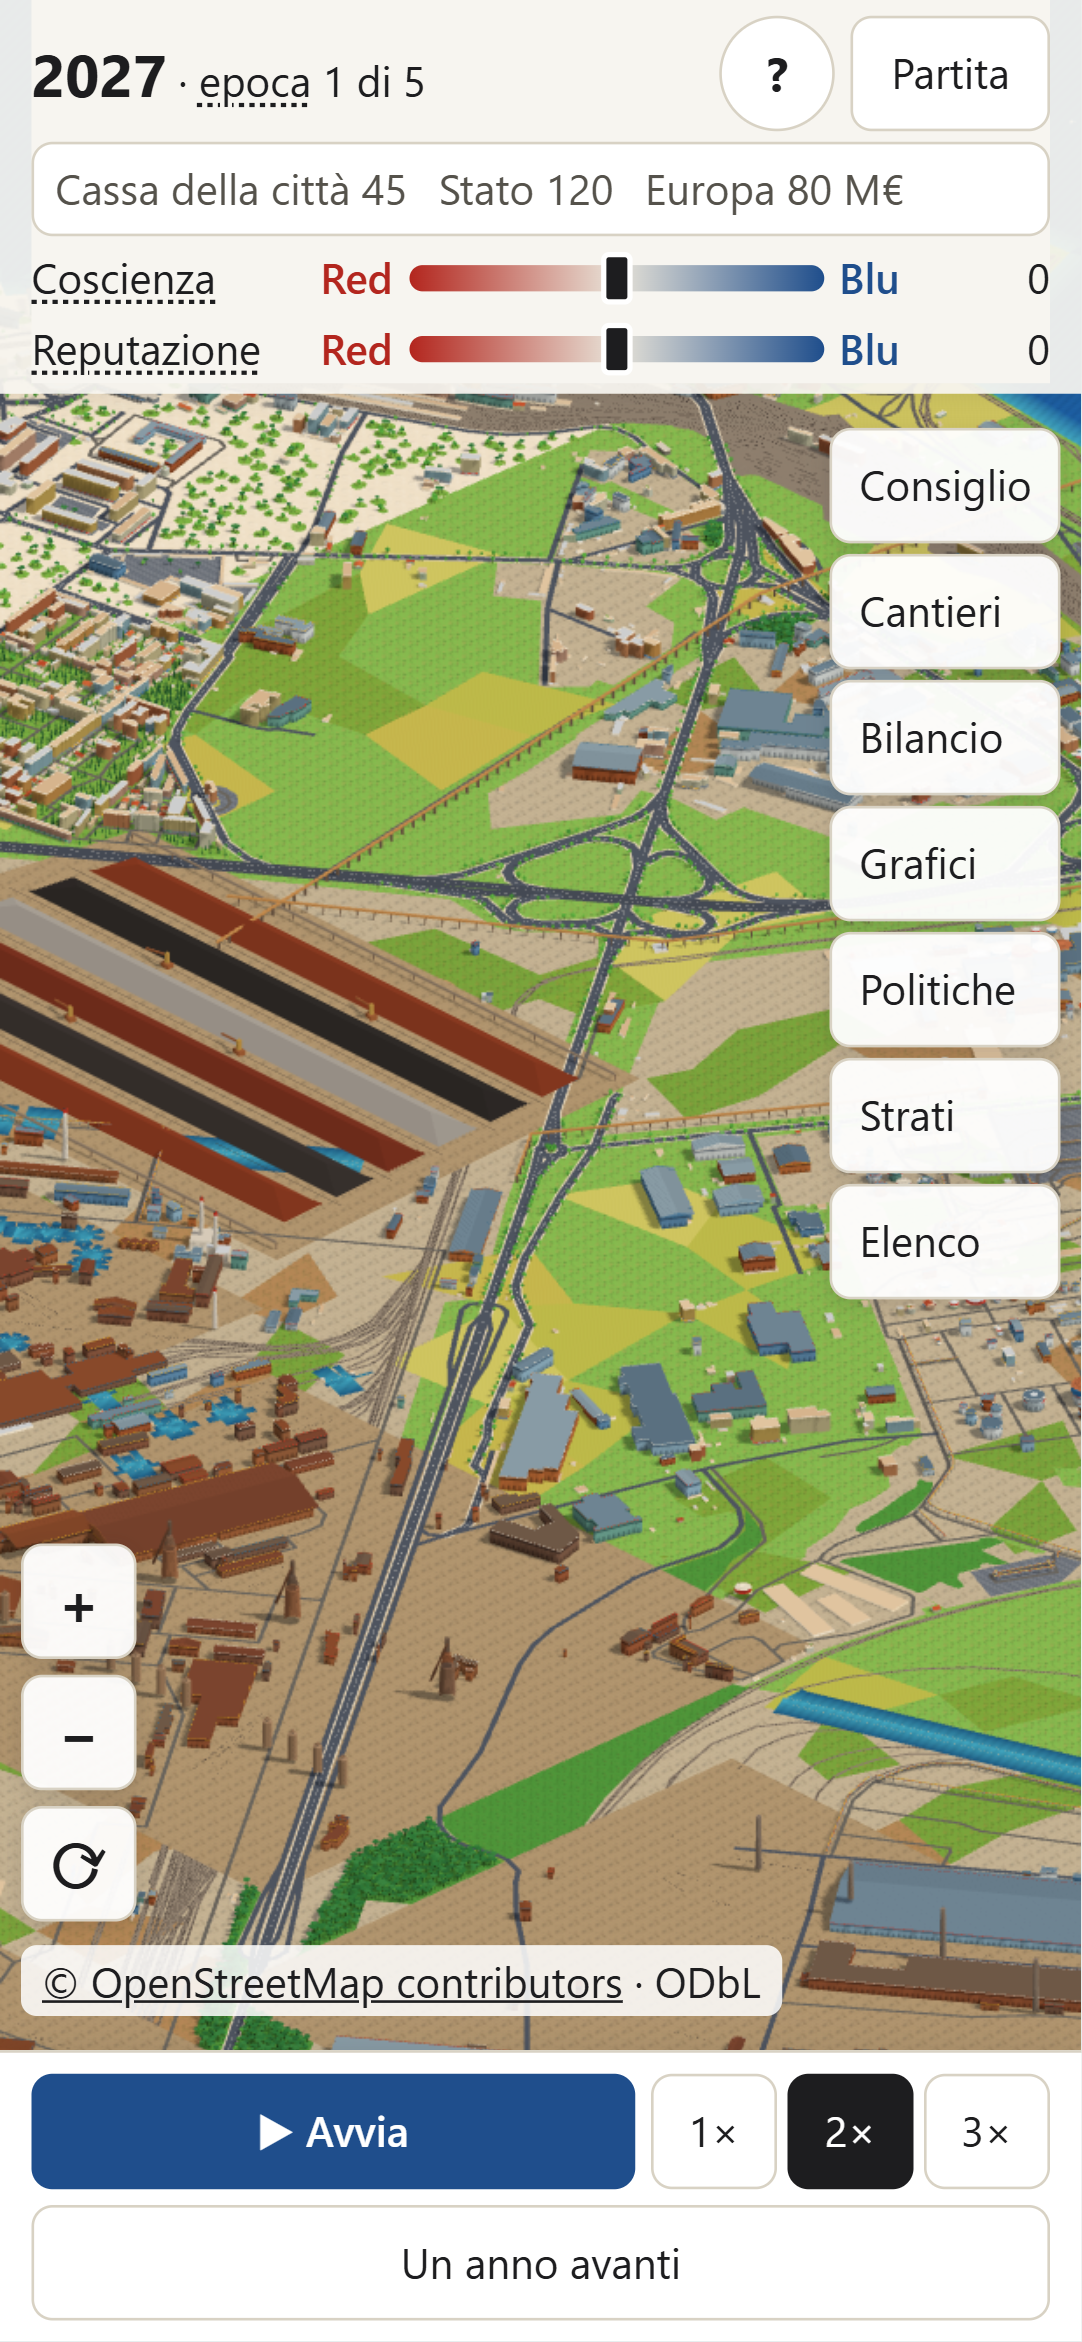 2027 · epoca 1 di 5
?
Partita
Cassa della città 45 Stato 120 Europa 80 M€
Coscienza Red Blu 0
Reputazione Red Blu 0
Consiglio
Cantieri
Bilancio
Grafici
Politiche
Strati
Elenco
+
−
⟳
© OpenStreetMap contributors · ODbL
▶ Avvia
1×
2×
3×
Un anno avanti